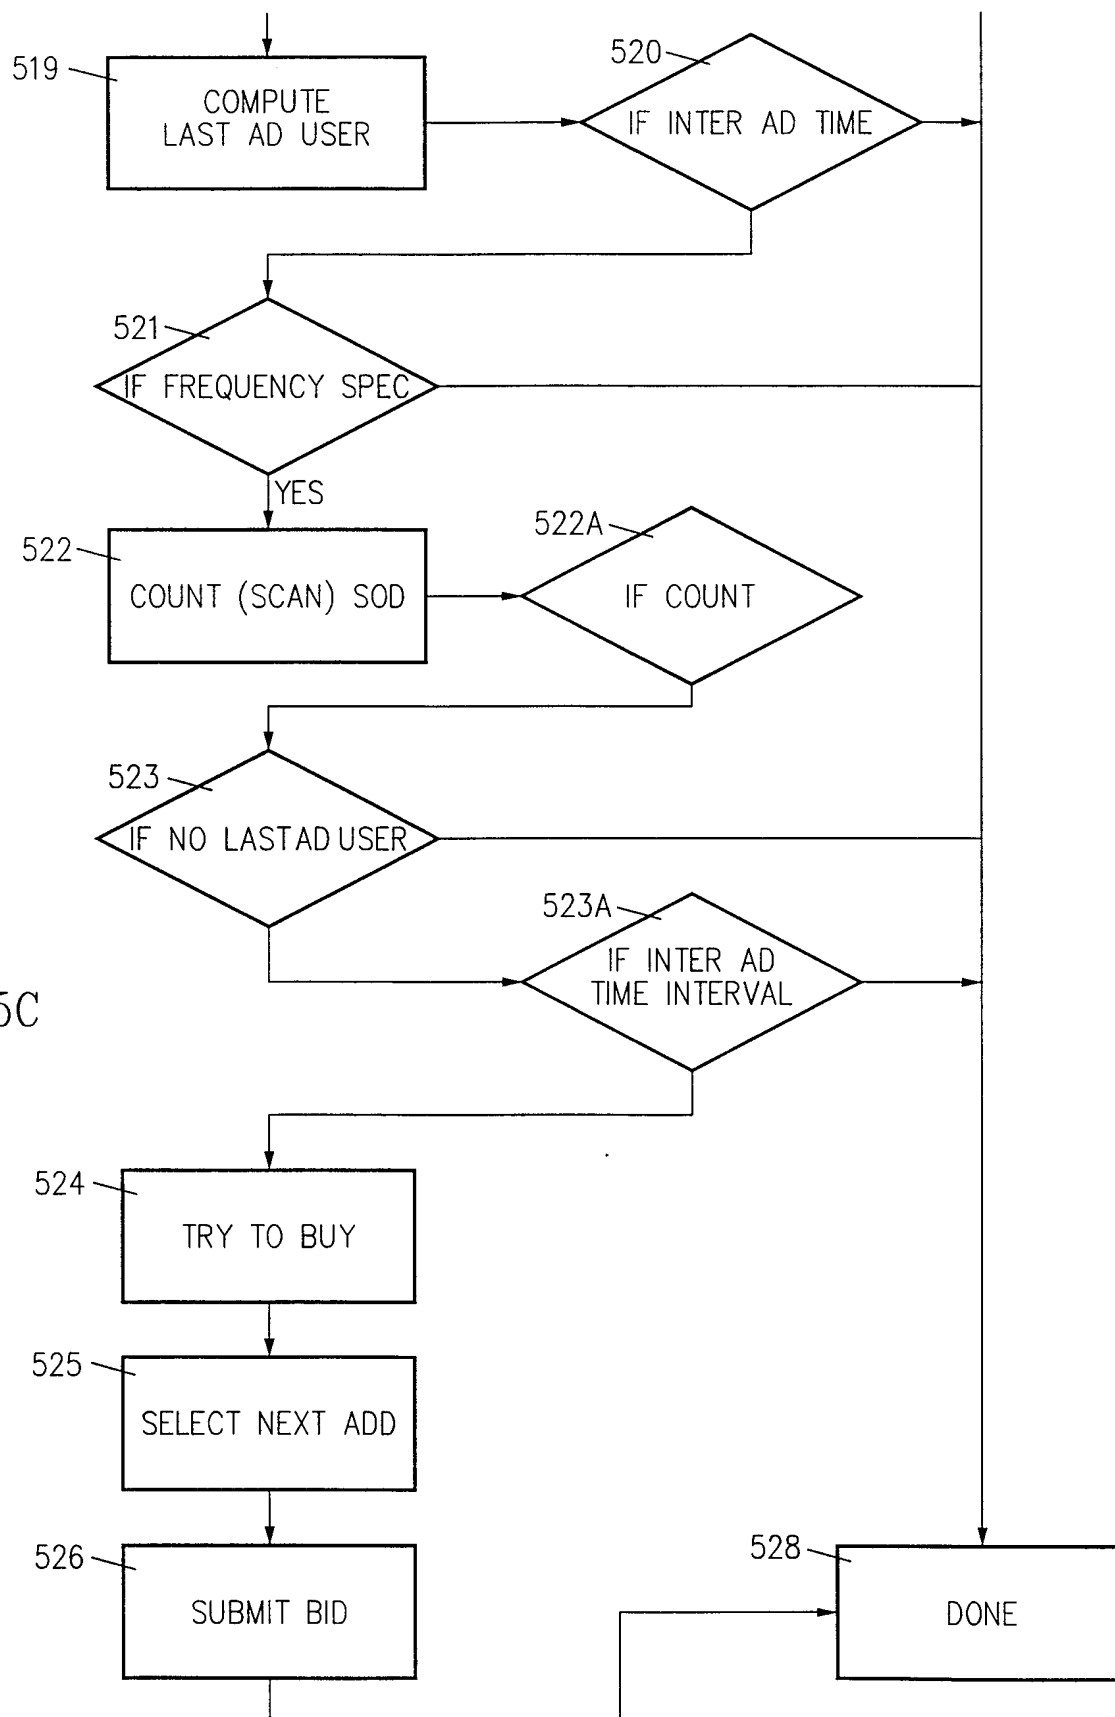 519
COMPUTE
LAST AD USER
520
IF INTER AD TIME
521
IF FREQUENCY SPEC
YES
522
COUNT (SCAN) SOD
522A
IF COUNT
523
IF NO LAST AD USER
523A
IF INTER AD
TIME INTERVAL
5C
524
TRY TO BUY
525
SELECT NEXT ADD
526
SUBMIT BID
528
DONE